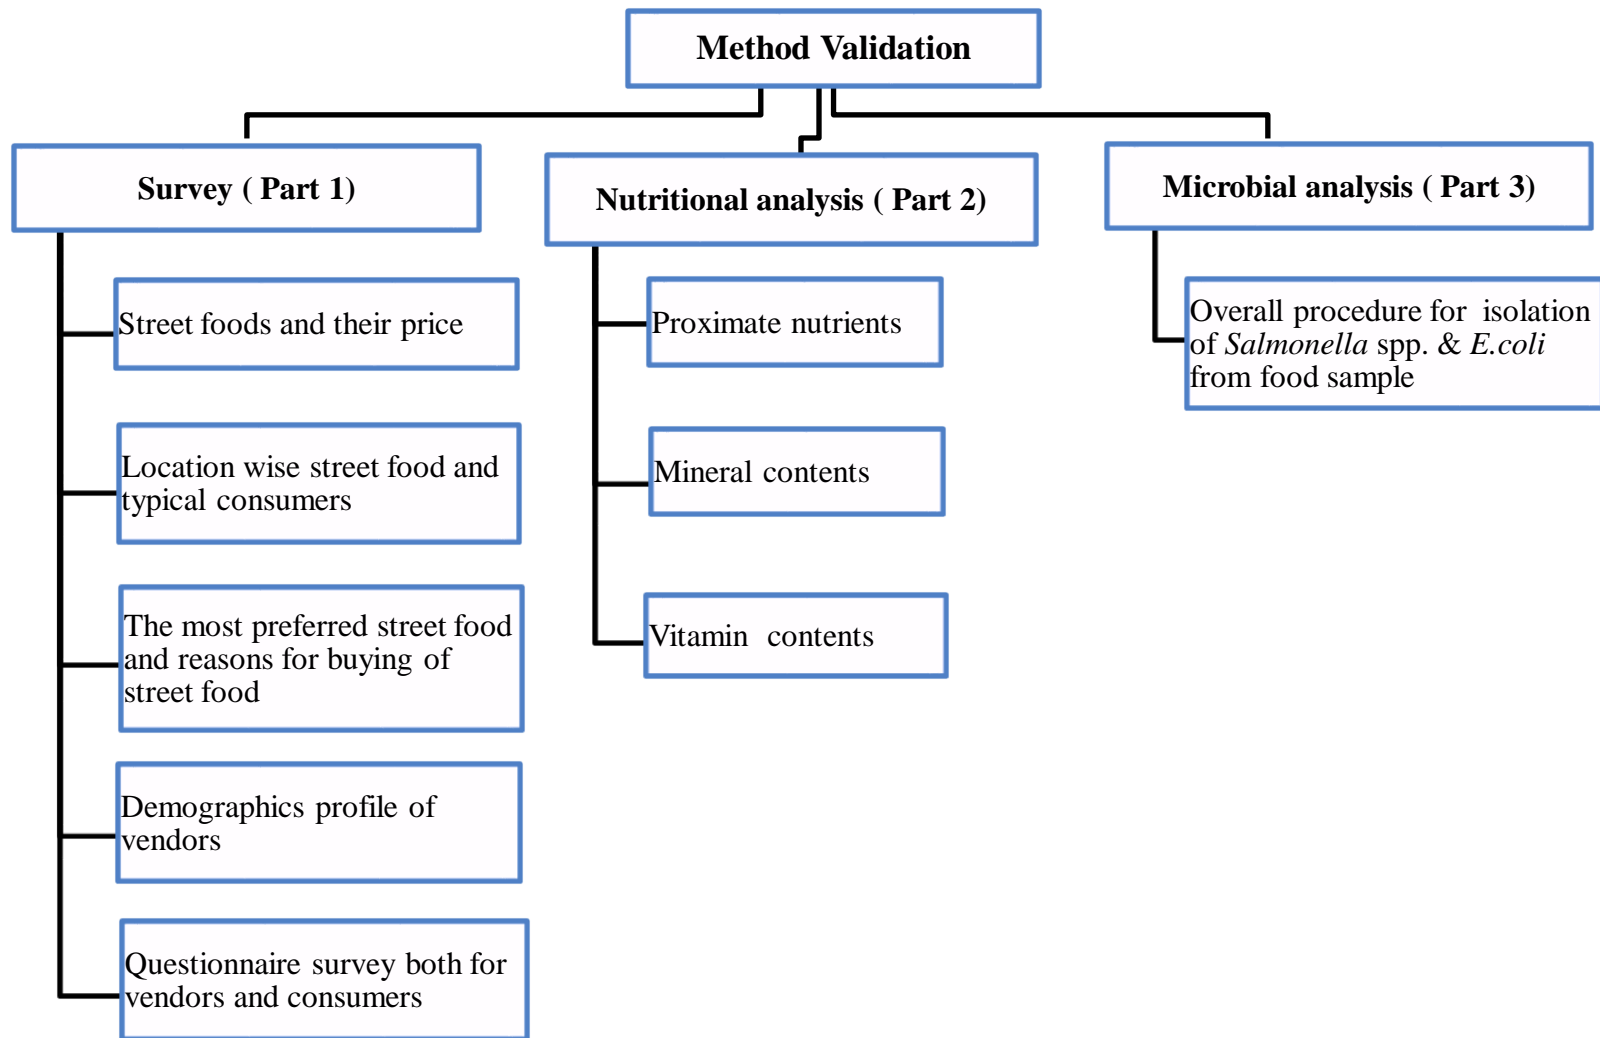 Method Validation
Survey ( Part 1)
Street foods and their price
Location wise street food and
typical consumers
The most preferred street food
and reasons for buying of
street food
Demographics profile of
vendors
Questionnaire survey both for
vendors and consumers
Nutritional analysis ( Part 2)
Proximate nutrients
Mineral contents
Vitamin contents
Microbial analysis ( Part 3)
Overall procedure for isolation
of Salmonella spp. & E.coli
from food sample